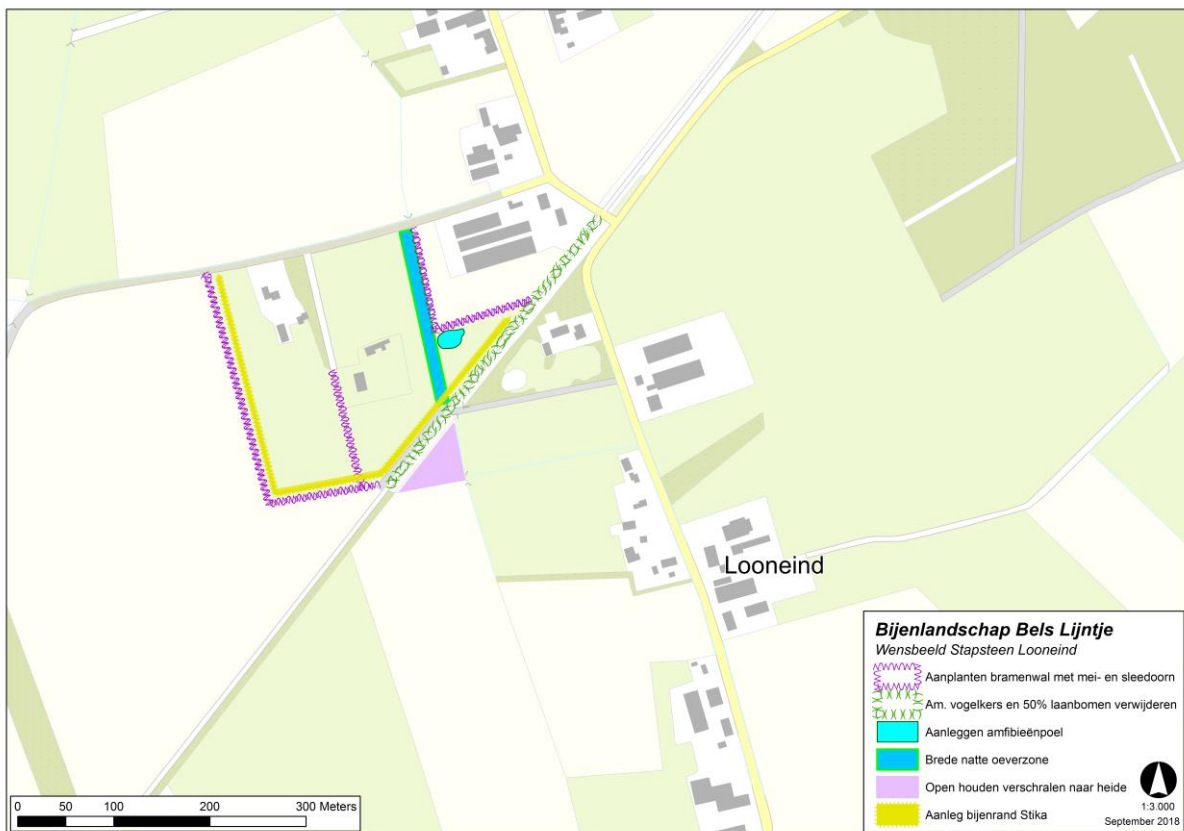 Looneind
Bijenlandschap Bels Lijntje
Wensbeeld Stapsteen Looneind
Aanplanten bramenwal met mei- en sleedoorn
Am. vogelkers en 50% laanbomen verwijderen
Aanleggen amfibieënpoel
Brede natte oeverzone
Open houden verschralen naar heide
Aanleg bijenrand Stika
1:3.000
September 2018
0 50 100 200 300 Meters